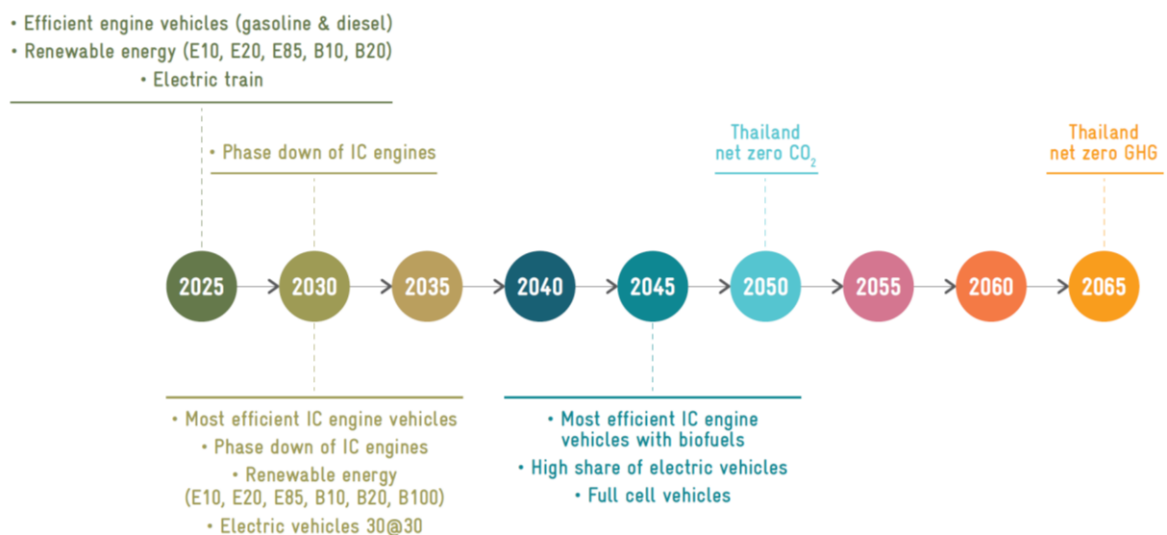 • Efficient engine vehicles (gasoline & diesel)
• Renewable energy (E10, E20, E85, B10, B20)
• Electric train
• Phase down of IC engines
Thailand
net zero CO₂
Thailand
net zero GHG
2025
2030
2035
2040
2045
2050
2055
2060
2065
• Most efficient IC engine vehicles
• Phase down of IC engines
• Renewable energy
(E10, E20, E85, B10, B20, B100)
• Electric vehicles 30@30
• Most efficient IC engine
vehicles with biofuels
• High share of electric vehicles
• Full cell vehicles